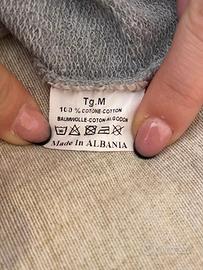 Tg.M
100 % COTONE-COTTON
BAUMWOLLE-COTON-ALGODON
Made In ALBANIA